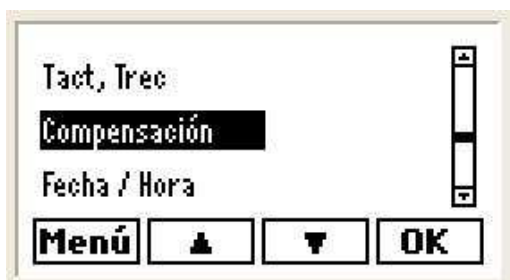 Tact, Trec
Compensación
Fecha / Hora
Menú ▲ ▼ OK